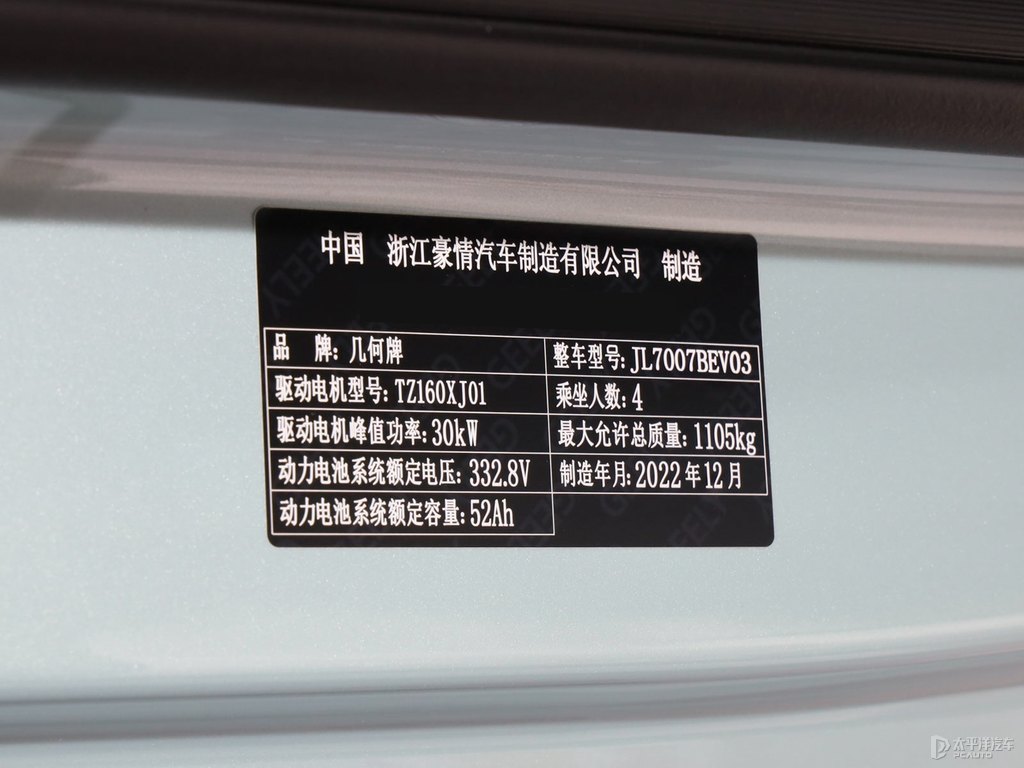 中国 浙江豪情汽车制造有限公司 制造
品 牌: 几何牌 整车型号: JL7007BEV03
驱动电机型号: TZ160XJ01 乘坐人数: 4
驱动电机峰值功率: 30kW 最大允许总质量: 1105kg
动力电池系统额定电压: 332.8V 制造年月: 2022年12月
动力电池系统额定容量: 52Ah
GEELY
太平洋汽车
PCAUTO